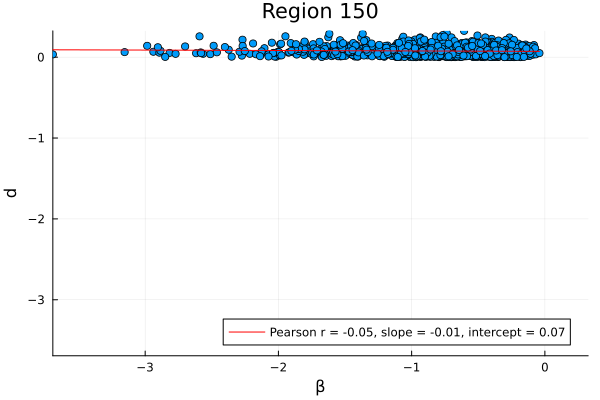 Region 150
0
−1
−2
−3
d
Pearson r = -0.05, slope = -0.01, intercept = 0.07
−3 −2 −1 0
β